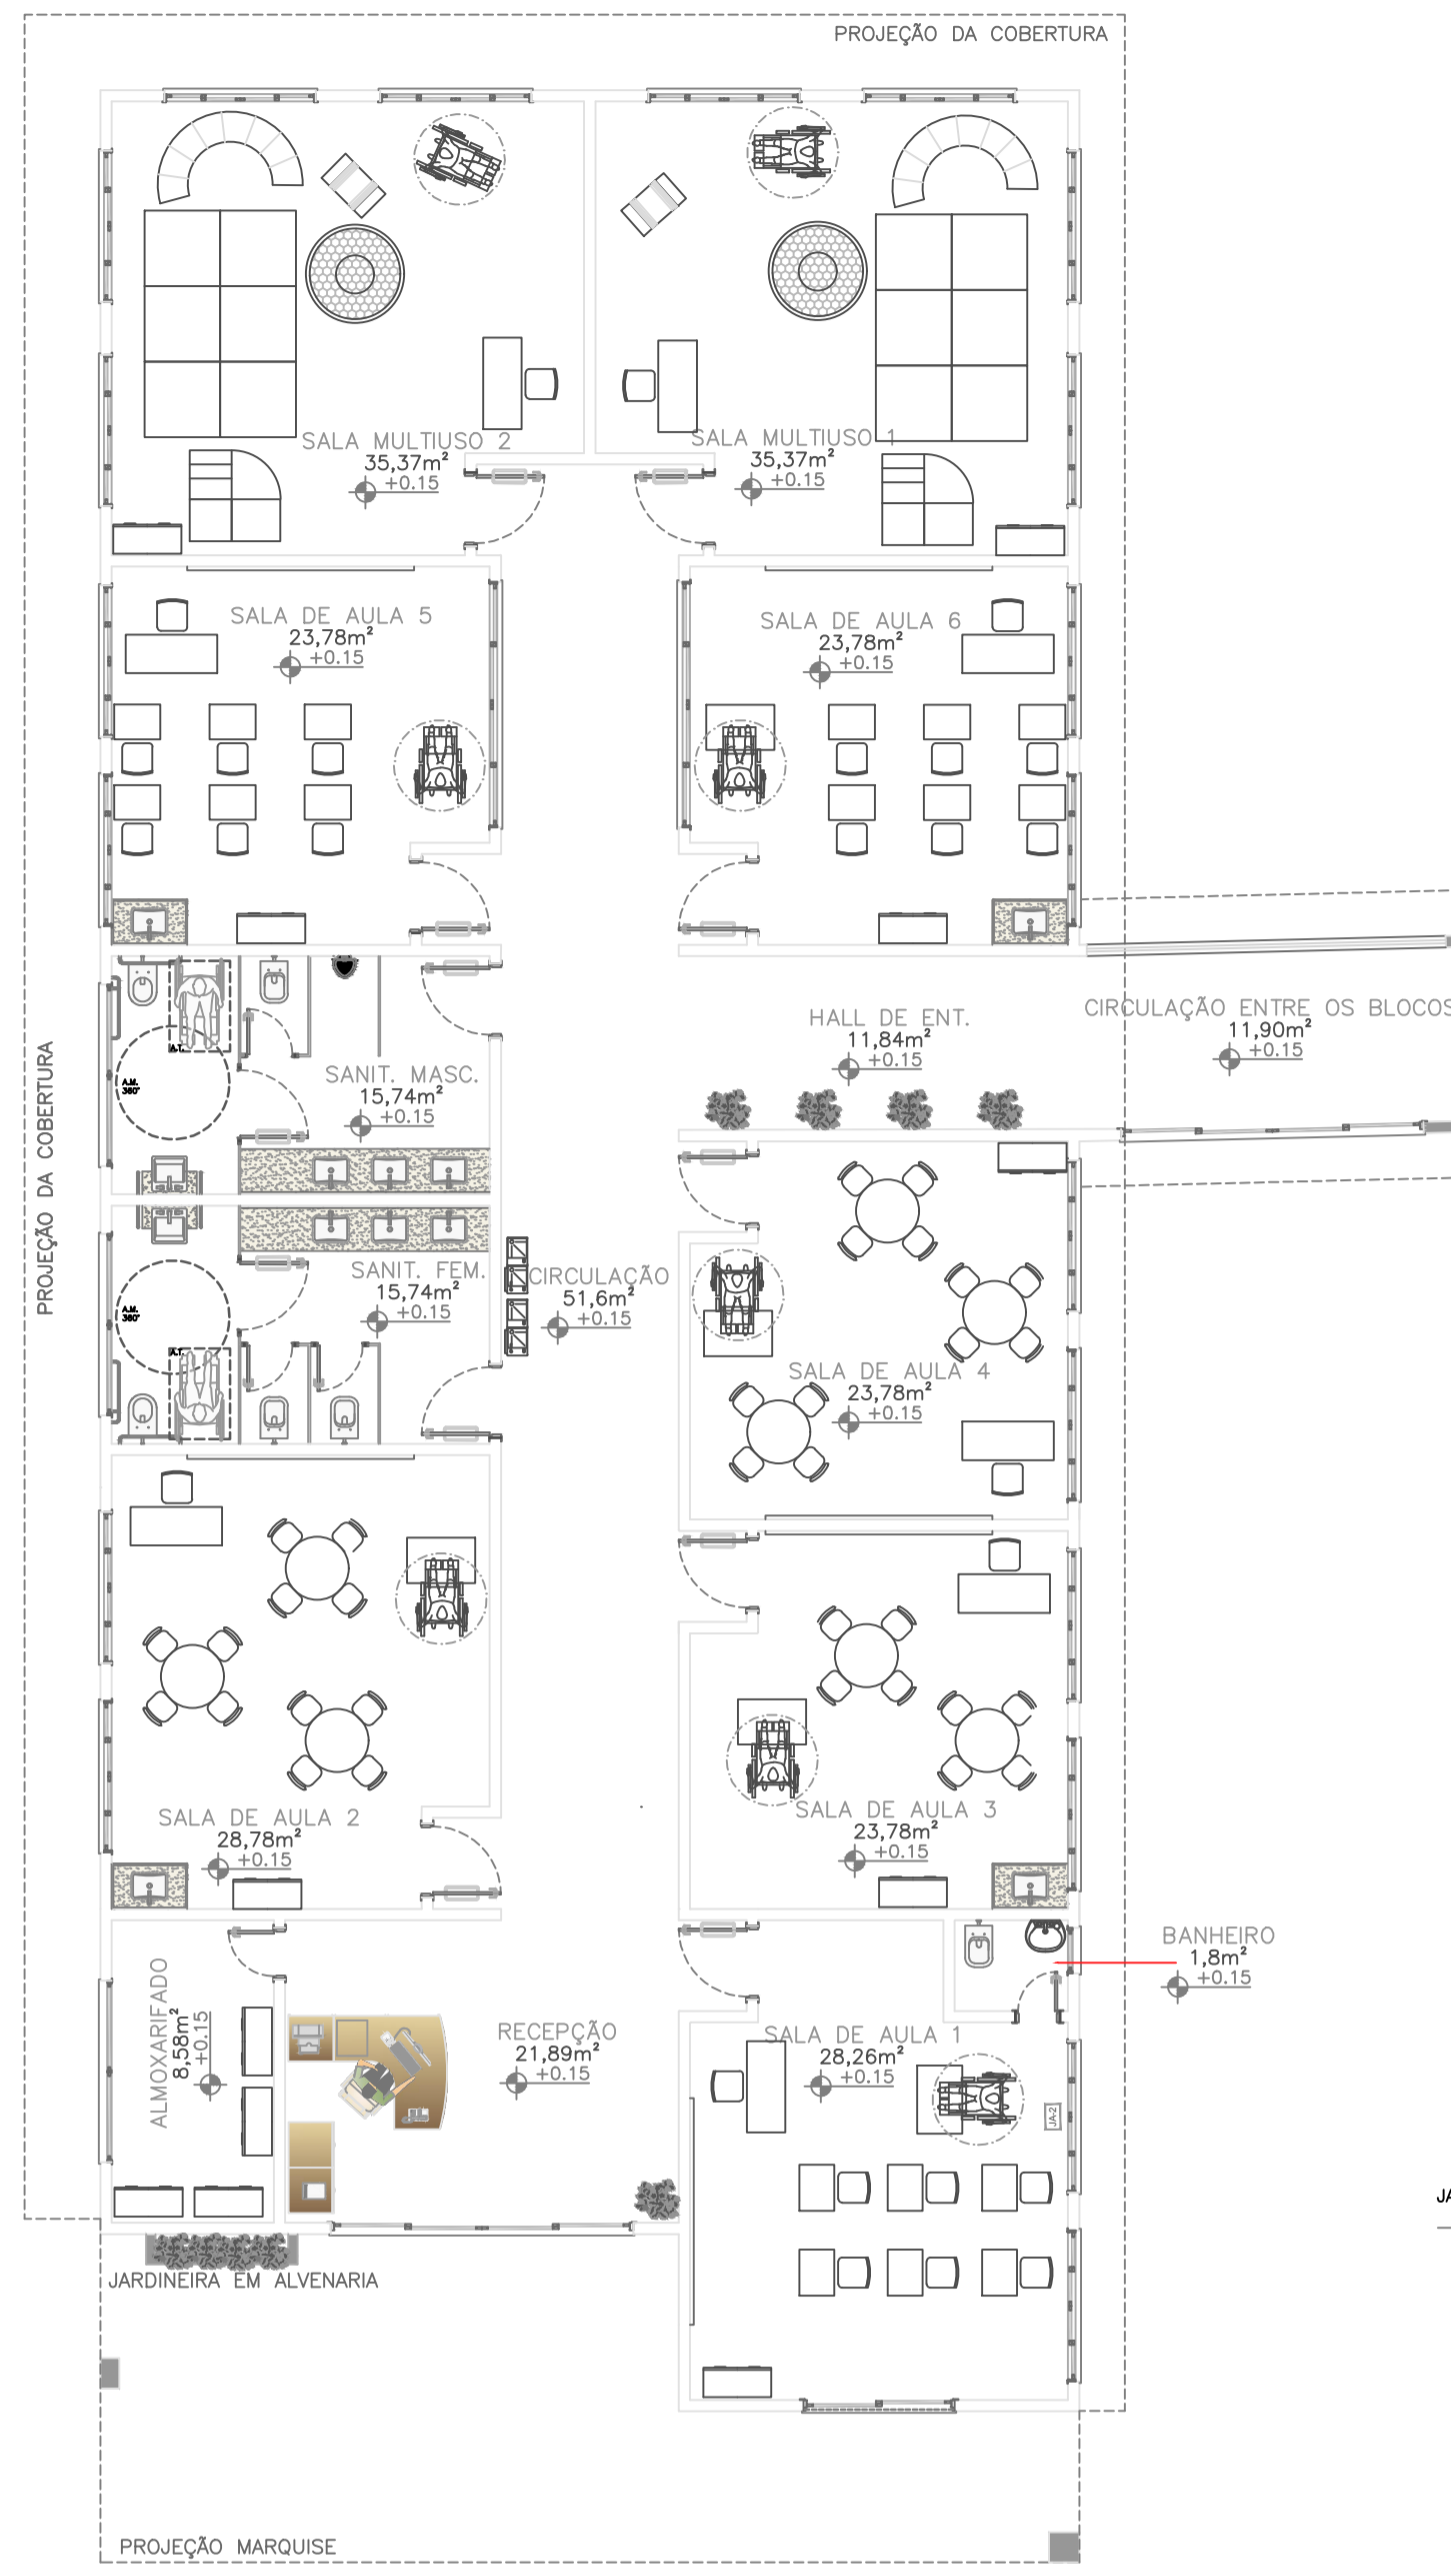 PROJEÇÃO DA COBERTURA
SALA MULTIUSO 2
35,37m²
+0.15
SALA MULTIUSO 1
35,37m²
+0.15
SALA DE AULA 5
23,78m²
+0.15
SALA DE AULA 6
23,78m²
+0.15
HALL DE ENT.
11,84m²
+0.15
CIRCULAÇÃO ENTRE OS BLOCOS
11,90m²
+0.15
PROJEÇÃO DA COBERTURA
A.T.
A.M.
360°
SANIT. MASC.
15,74m²
+0.15
SANIT. FEM.
15,74m²
+0.15
A.M.
360°
A.T.
CIRCULAÇÃO
51,6m²
+0.15
SALA DE AULA 4
23,78m²
+0.15
SALA DE AULA 2
28,78m²
+0.15
SALA DE AULA 3
23,78m²
+0.15
BANHEIRO
1,8m²
+0.15
ALMOXARIFADO
8,58m²
+0.15
RECEPÇÃO
21,89m²
+0.15
SALA DE AULA 1
28,26m²
+0.15
JA-2
JA
JARDINEIRA EM ALVENARIA
PROJEÇÃO MARQUISE